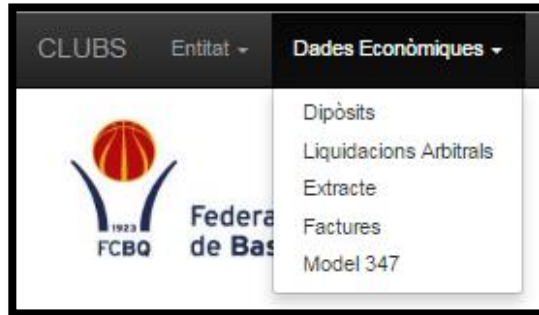 CLUBS Entitat Dades Econòmiques
Dipòsits
Liquidacions Arbitrals
Extracte
Factures
Model 347
1923
FCBQ
Federa
de Bas